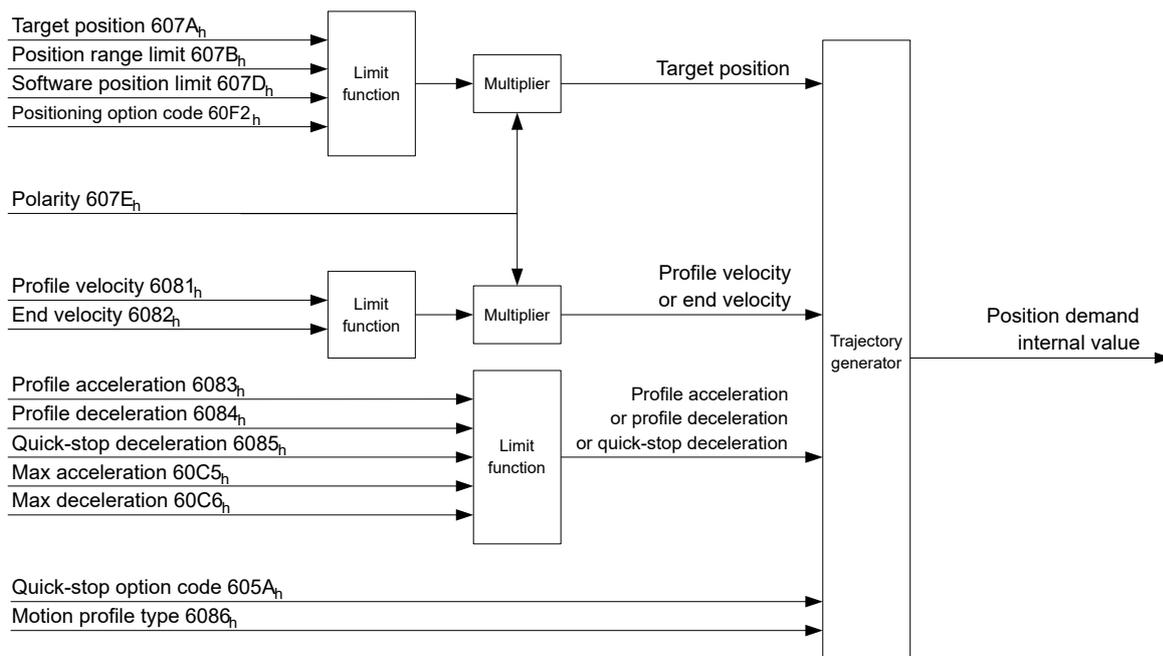 Target position 607Ah
Position range limit 607Bh
Software position limit 607Dh
Positioning option code 60F2h
Limit
function
Multiplier
Target position
Polarity 607Eh
Profile velocity 6081h
End velocity 6082h
Limit
function
Multiplier
Profile velocity
or end velocity
Trajectory
generator
Position demand
internal value
Profile acceleration 6083h
Profile deceleration 6084h
Quick-stop deceleration 6085h
Max acceleration 60C5h
Max deceleration 60C6h
Limit
function
Profile acceleration
or profile deceleration
or quick-stop deceleration
Quick-stop option code 605Ah
Motion profile type 6086h